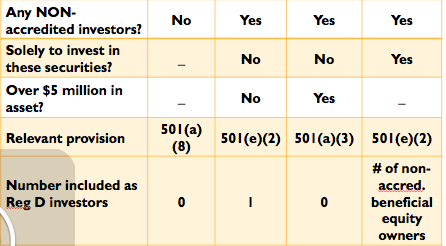 Any NON-
accredited investors?
No
Yes
Yes
Yes
Solely to invest in
these securities?
_
No
No
Yes
Over $5 million in
asset?
_
No
Yes
_
Relevant provision
501(a)
(8)
501(e)(2)
501(a)(3)
501(e)(2)
Number included as
Reg D investors
0
1
0
# of non-
accred.
beneficial
equity
owners